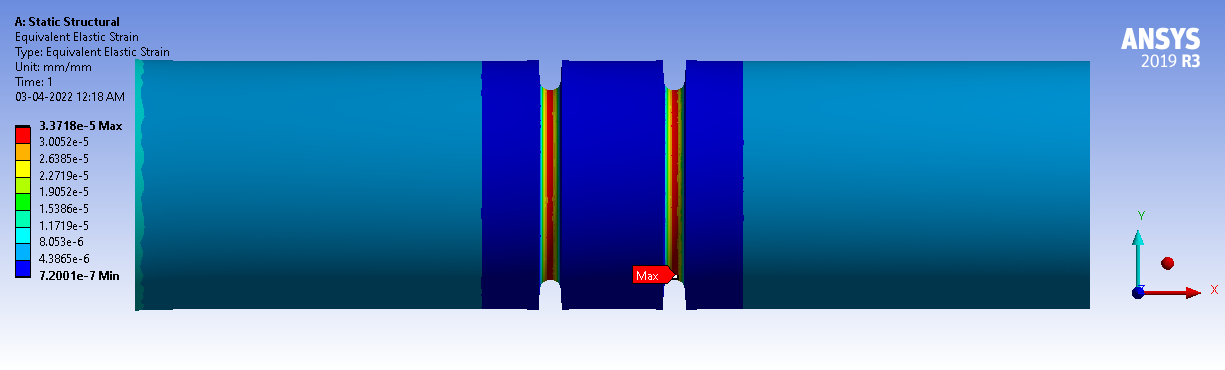 A: Static Structural
Equivalent Elastic Strain
Type: Equivalent Elastic Strain
Unit: mm/mm
Time: 1
03-04-2022 12:18 AM
3.3718e-5 Max
3.0052e-5
2.6385e-5
2.2719e-5
1.9052e-5
1.5386e-5
1.1719e-5
8.053e-6
4.3865e-6
7.2001e-7 Min
Max
ANSYS
2019 R3
Y
Z
X